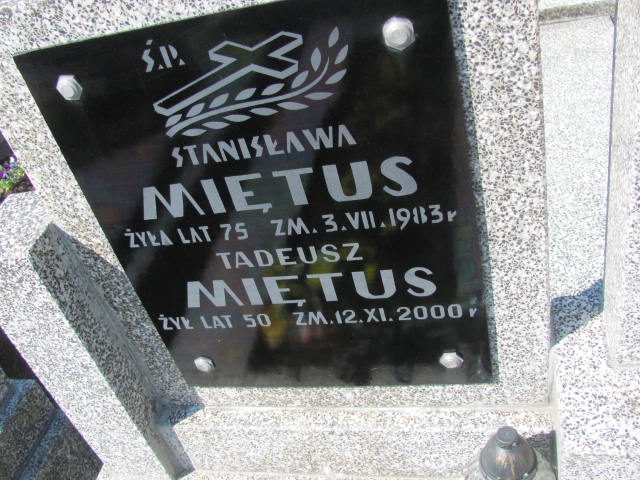 Ś.P.
STANISŁAWA
MIĘTUS
ŻYŁA LAT 75 ZM. 3.VII.1983 r
TADEUSZ
MIĘTUS
ŻYŁ LAT 50 ZM. 12.XI.2000 r